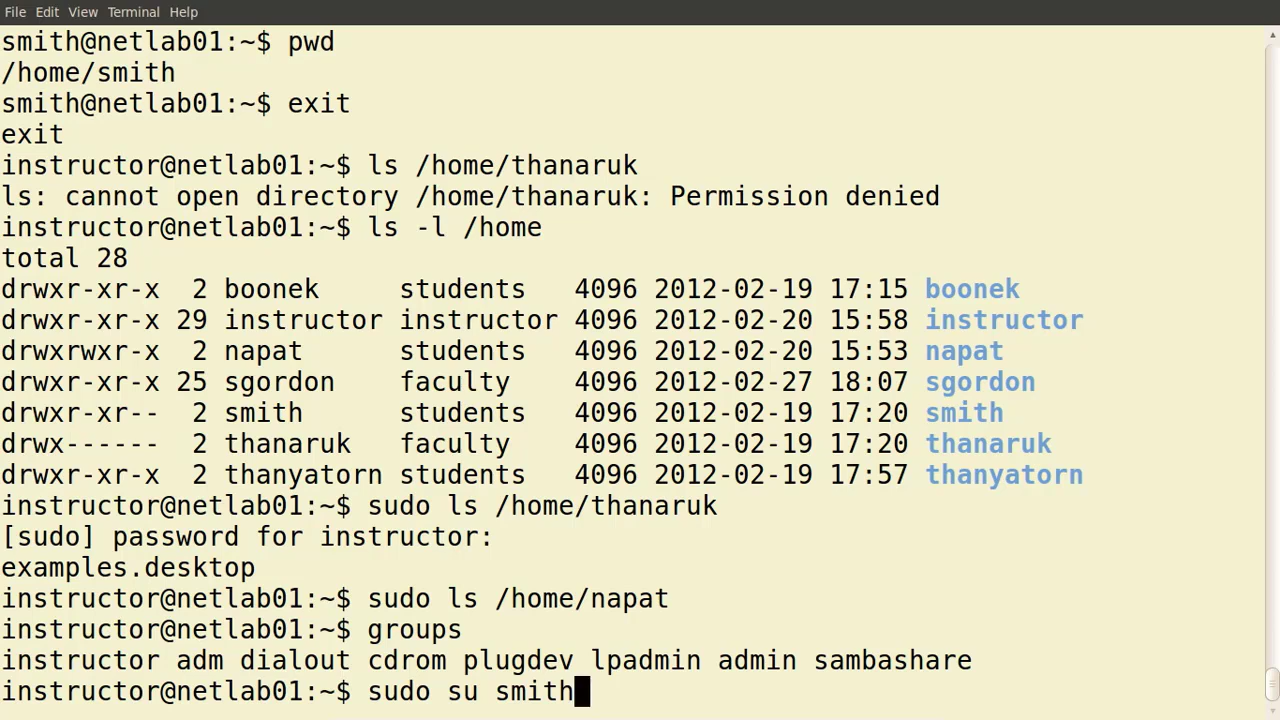 File Edit View Terminal Help
smith@netlab01:~$ pwd
/home/smith
smith@netlab01:~$ exit
exit
instructor@netlab01:~$ ls /home/thanaruk
ls: cannot open directory /home/thanaruk: Permission denied
instructor@netlab01:~$ ls -l /home
total 28
drwxr-xr-x  2 boonek     students   4096 2012-02-19 17:15 boonek
drwxr-xr-x 29 instructor instructor 4096 2012-02-20 15:58 instructor
drwxrwxr-x  2 napat      students   4096 2012-02-20 15:53 napat
drwxr-xr-x 25 sgordon    faculty    4096 2012-02-27 18:07 sgordon
drwxr-xr--  2 smith      students   4096 2012-02-19 17:20 smith
drwx------  2 thanaruk   faculty    4096 2012-02-19 17:20 thanaruk
drwxr-xr-x  2 thanyatorn students   4096 2012-02-19 17:57 thanyatorn
instructor@netlab01:~$ sudo ls /home/thanaruk
[sudo] password for instructor:
examples.desktop
instructor@netlab01:~$ sudo ls /home/napat
instructor@netlab01:~$ groups
instructor adm dialout cdrom plugdev lpadmin admin sambashare
instructor@netlab01:~$ sudo su smith